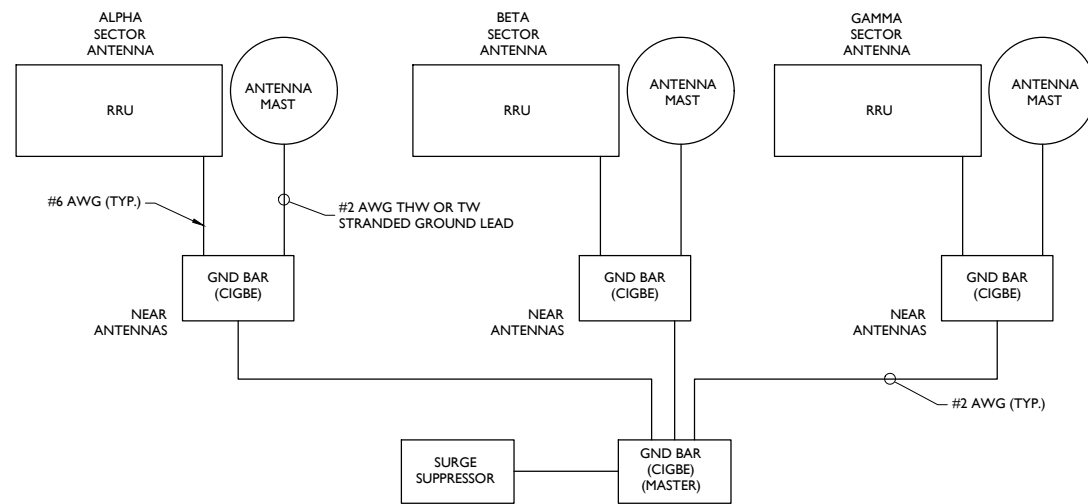 ALPHA
SECTOR
ANTENNA
BETA
SECTOR
ANTENNA
GAMMA
SECTOR
ANTENNA
RRU
ANTENNA
MAST
RRU
ANTENNA
MAST
RRU
ANTENNA
MAST
#6 AWG (TYP.)
#2 AWG THW OR TW
STRANDED GROUND LEAD
GND BAR
(CIGBE)
GND BAR
(CIGBE)
GND BAR
(CIGBE)
NEAR
ANTENNAS
NEAR
ANTENNAS
NEAR
ANTENNAS
#2 AWG (TYP.)
SURGE
SUPPRESSOR
GND BAR
(CIGBE)
(MASTER)